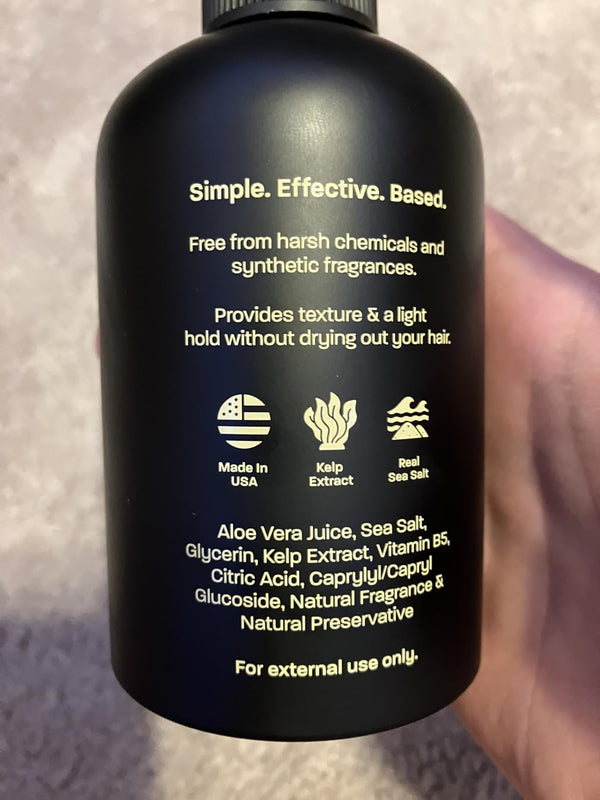 Simple. Effective. Based.
Free from harsh chemicals and
synthetic fragrances.
Provides texture & a light
hold without drying out your hair.
Made In
USA
Kelp
Extract
Real
Sea Salt
Aloe Vera Juice, Sea Salt,
Glycerin, Kelp Extract, Vitamin B5,
Citric Acid, Caprylyl/Capryl
Glucoside, Natural Fragrance &
Natural Preservative
For external use only.